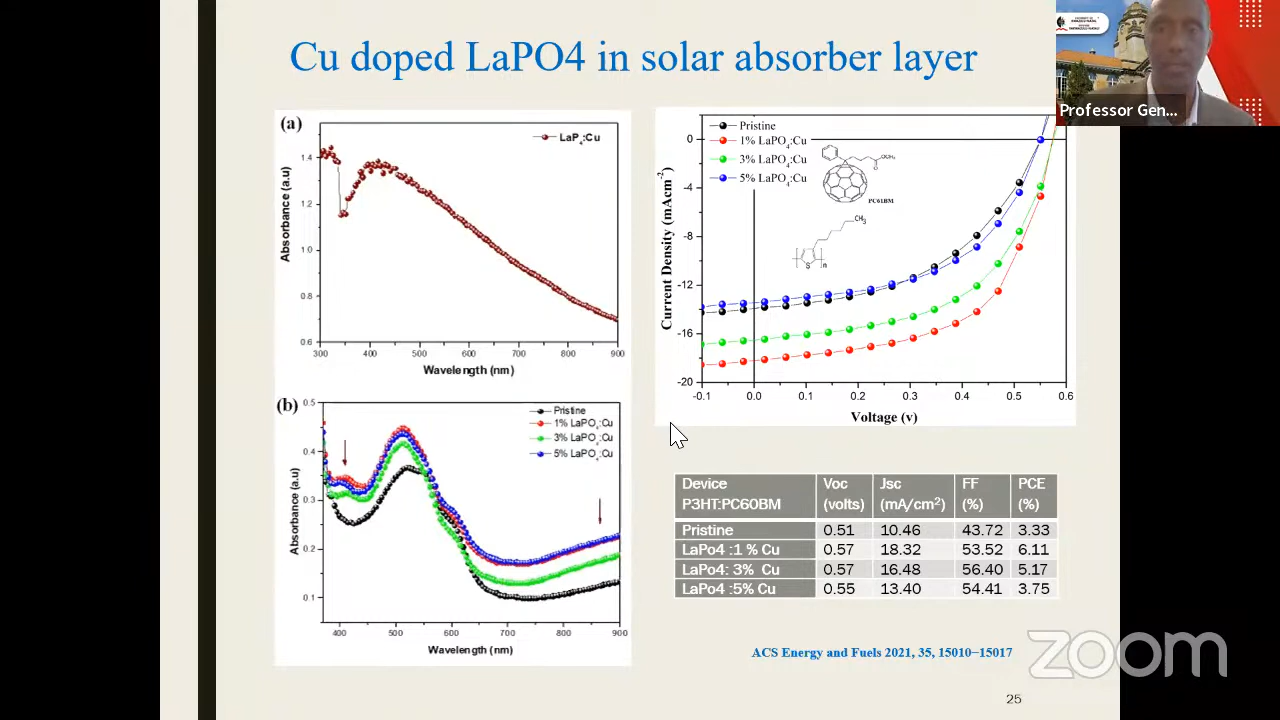 Cu doped LaPO4 in solar absorber layer
Professor Gen...
(a)
LaP4:Cu
Absorbance (a.u)
1.4
1.2
1.0
0.8
0.6
300 400 500 600 700 800 900
Wavelength (nm)
(b)
Pristine
1% LaPO4:Cu
3% LaPO4:Cu
5% LaPO4:Cu
Absorbance (a.u)
0.5
0.4
0.3
0.2
0.1
400 500 600 700 800 900
Wavelength (nm)
Pristine
1% LaPO4:Cu
3% LaPO4:Cu
5% LaPO4:Cu
OCH3
O
PC61BM
CH3
S
n
Current Density (mAcm-2)
0
-4
-8
-12
-16
-20
-0.1 0.0 0.1 0.2 0.3 0.4 0.5 0.6
Voltage (v)
Device P3HT:PC60BM Voc (volts) Jsc (mA/cm2) FF (%) PCE (%)
Pristine 0.51 10.46 43.72 3.33
LaPo4 :1 % Cu 0.57 18.32 53.52 6.11
LaPo4: 3% Cu 0.57 16.48 56.40 5.17
LaPo4 :5% Cu 0.55 13.40 54.41 3.75
ACS Energy and Fuels 2021, 35, 15010−15017
zoom
25